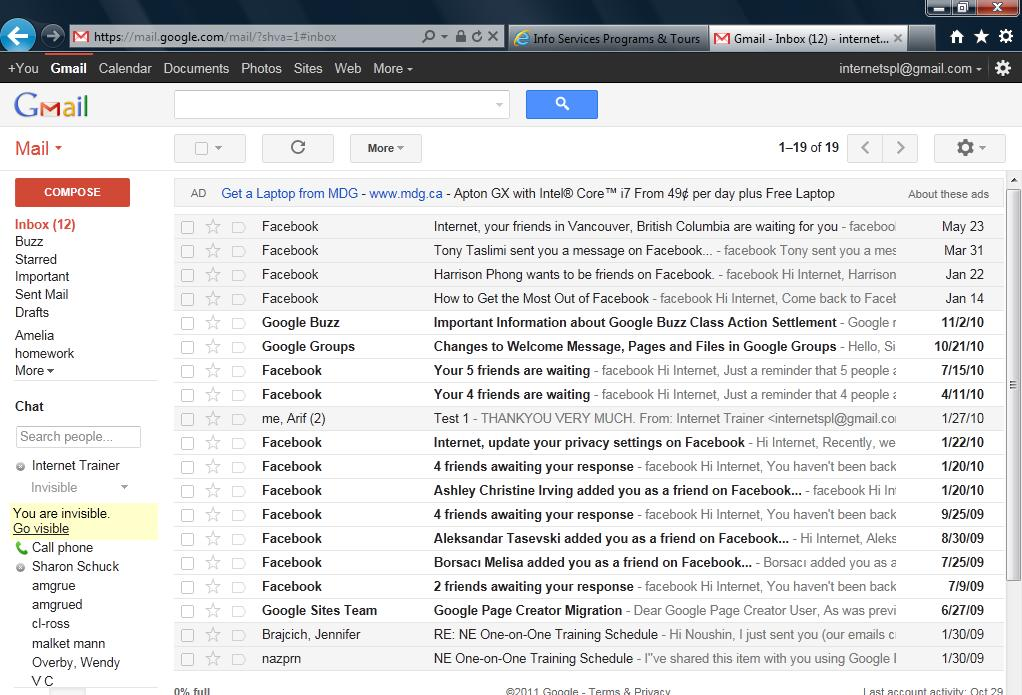 https://mail.google.com/mail/?shva=1#inbox
Info Services Programs & Tours
Gmail - Inbox (12) - internet...
+You Gmail Calendar Documents Photos Sites Web More
internetspl@gmail.com
Gmail
Mail
More
1–19 of 19
COMPOSE
Inbox (12)
Buzz
Starred
Important
Sent Mail
Drafts
Amelia
homework
More
Chat
Search people...
Internet Trainer
Invisible
You are invisible.
Go visible
Call phone
Sharon Schuck
amgrue
amgrued
cl-ross
malket mann
Overby, Wendy
V C
AD Get a Laptop from MDG - www.mdg.ca - Apton GX with Intel® Core™ i7 From 49¢ per day plus Free Laptop About these ads
Facebook Internet, your friends in Vancouver, British Columbia are waiting for you - faceboo May 23
Facebook Tony Taslimi sent you a message on Facebook... - facebook Tony sent you a mes Mar 31
Facebook Harrison Phong wants to be friends on Facebook. - facebook Hi Internet, Harrison Jan 22
Facebook How to Get the Most Out of Facebook - facebook Hi Internet, Come back to Faceb Jan 14
Google Buzz Important Information about Google Buzz Class Action Settlement - Google r 11/2/10
Google Groups Changes to Welcome Message, Pages and Files in Google Groups - Hello, Si 10/21/10
Facebook Your 5 friends are waiting - facebook Hi Internet, Just a reminder that 5 people a 7/15/10
Facebook Your 4 friends are waiting - facebook Hi Internet, Just a reminder that 4 people a 4/11/10
me, Arif (2) Test 1 - THANKYOU VERY MUCH. From: Internet Trainer <internetspl@gmail.co 1/27/10
Facebook Internet, update your privacy settings on Facebook - Hi Internet, Recently, we 1/22/10
Facebook 4 friends awaiting your response - facebook Hi Internet, You haven't been back 1/20/10
Facebook Ashley Christine Irving added you as a friend on Facebook... - facebook Hi Int 1/20/10
Facebook 4 friends awaiting your response - facebook Hi Internet, You haven't been back 9/25/09
Facebook Aleksandar Tasevski added you as a friend on Facebook... - Hi Internet, Aleks 8/30/09
Facebook Borsacı Melisa added you as a friend on Facebook... - Borsacı added you as a 7/25/09
Facebook 2 friends awaiting your response - facebook Hi Internet, You haven't been back 7/9/09
Google Sites Team Google Page Creator Migration - Dear Google Page Creator User, As was previ 6/27/09
Brajcich, Jennifer RE: NE One-on-One Training Schedule - Hi Noushin, I just sent you (our emails c 1/30/09
nazprn NE One-on-One Training Schedule - I"ve shared this item with you using Google 1/30/09
0% full ©2011 Google - Terms & Privacy Last account activity: Oct 29